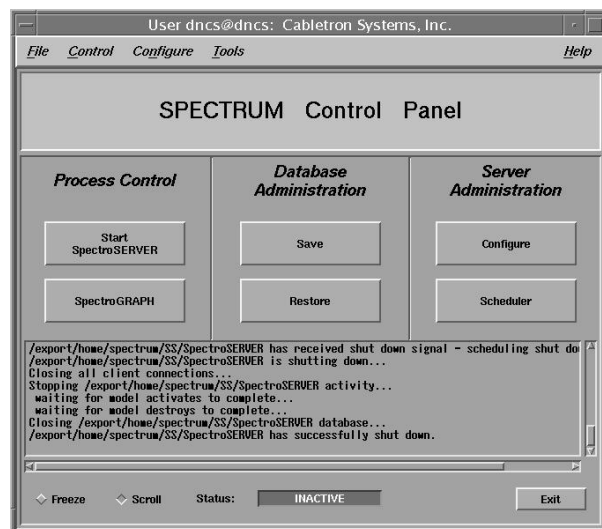 User dncs@dncs: Cabletron Systems, Inc.
File Control Configure Tools Help
SPECTRUM Control Panel
Process Control
Database
Administration
Server
Administration
Start
SpectroSERVER
Save
Configure
SpectroGRAPH
Restore
Scheduler
/export/home/spectrum/SS/SpectroSERVER has received shut down signal - scheduling shut do
/export/home/spectrum/SS/SpectroSERVER is shutting down...
Closing all client connections...
Stopping /export/home/spectrum/SS/SpectroSERVER activity...
waiting for model activates to complete...
waiting for model destroys to complete...
Closing /export/home/spectrum/SS/SpectroSERVER database...
/export/home/spectrum/SS/SpectroSERVER has successfully shut down.
Freeze Scroll Status: INACTIVE Exit